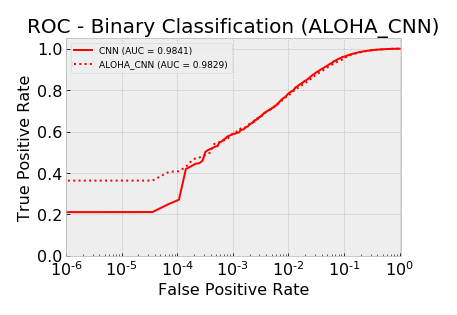 ROC - Binary Classification (ALOHA_CNN)
CNN (AUC = 0.9841)
ALOHA_CNN (AUC = 0.9829)
True Positive Rate
1.0
0.8
0.6
0.4
0.2
0.0
10⁻⁶ 10⁻⁵ 10⁻⁴ 10⁻³ 10⁻² 10⁻¹ 10⁰
False Positive Rate